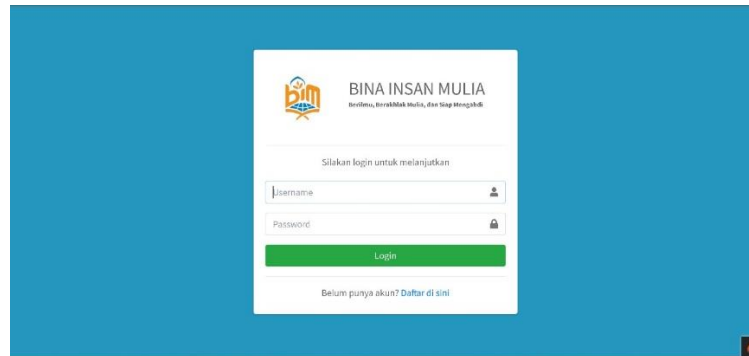 bim
BINA INSAN MULIA
Berilmu, Berakhlak Mulia, dan Siap Mengabdi
Silakan login untuk melanjutkan
Username
Password
Login
Belum punya akun? Daftar di sini